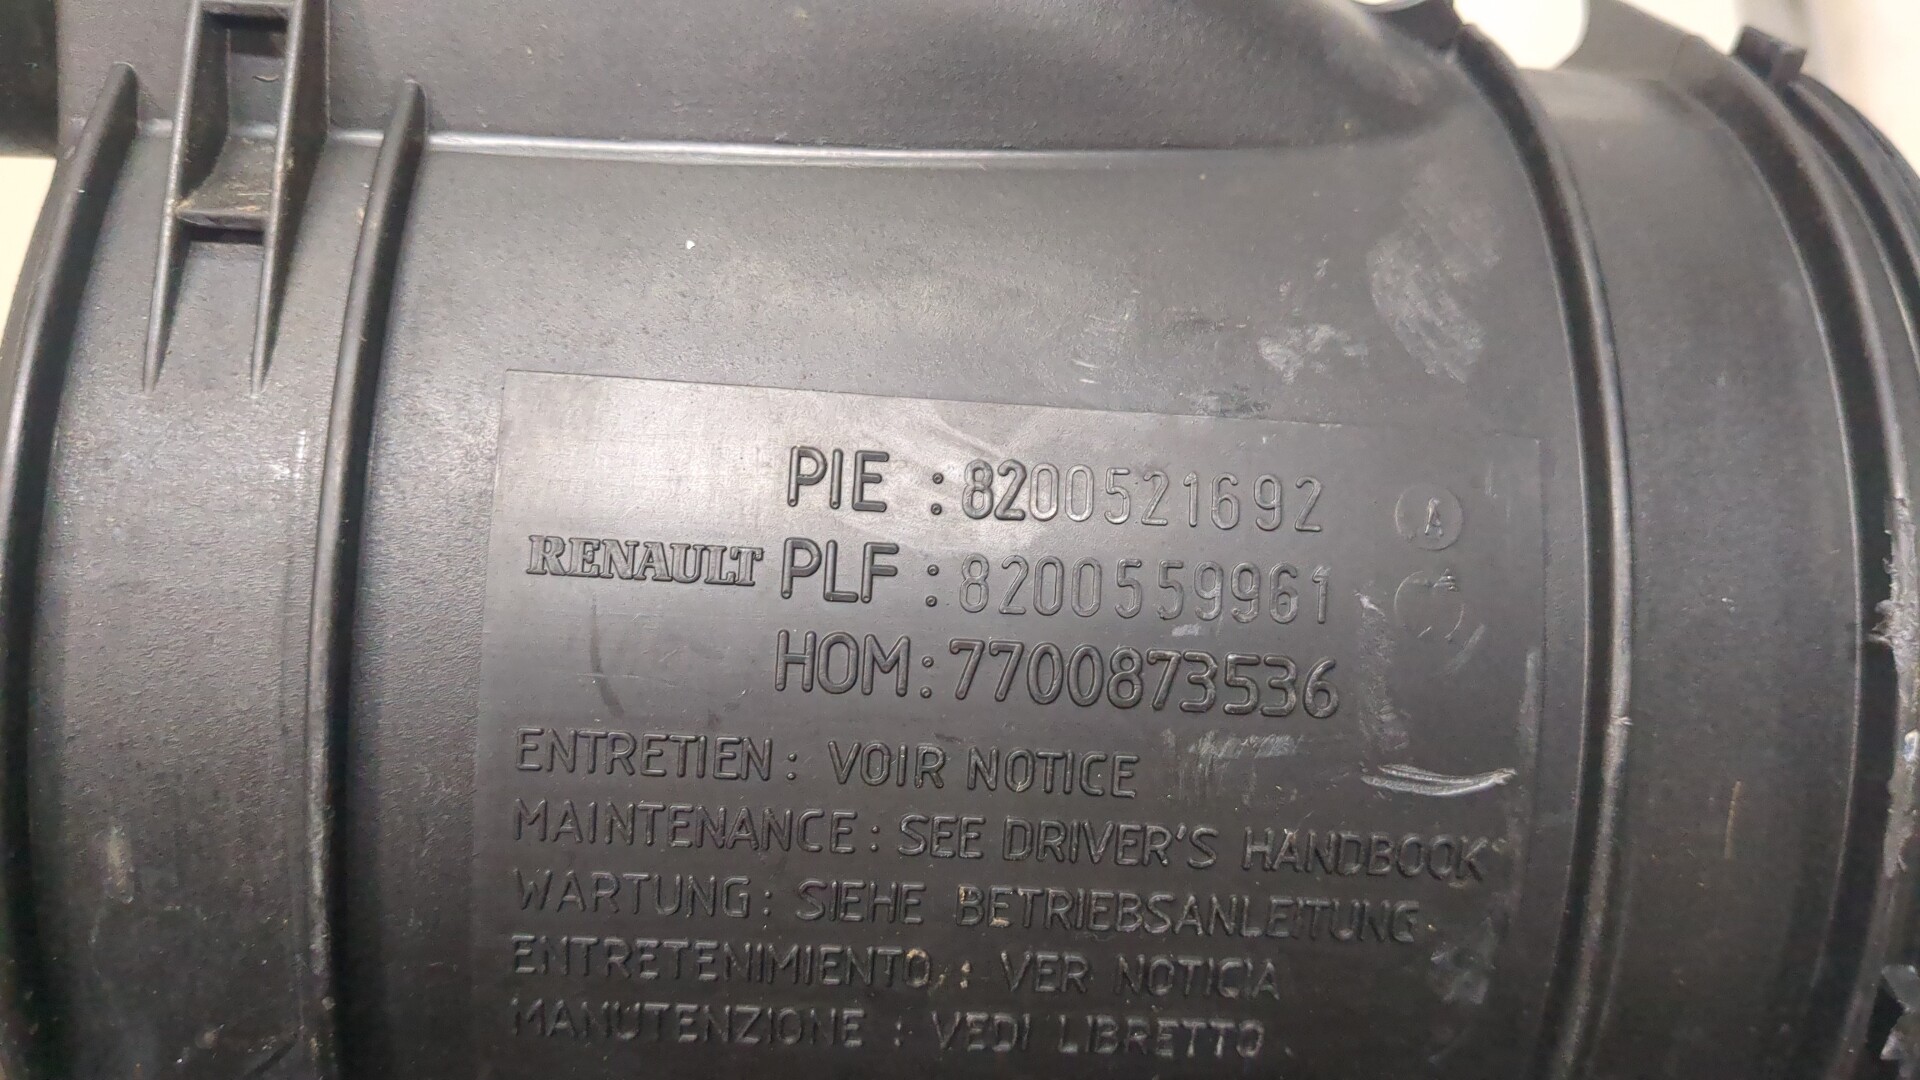 PIE : 8200521692 A
RENAULT PLF : 8200559961
HOM : 7700873536
ENTRETIEN : VOIR NOTICE
MAINTENANCE : SEE DRIVER'S HANDBOOK
WARTUNG : SIEHE BETRIEBSANLEITUNG
ENTRETENIMIENTO : VER NOTICIA
MANUTENZIONE : VEDI LIBRETTO